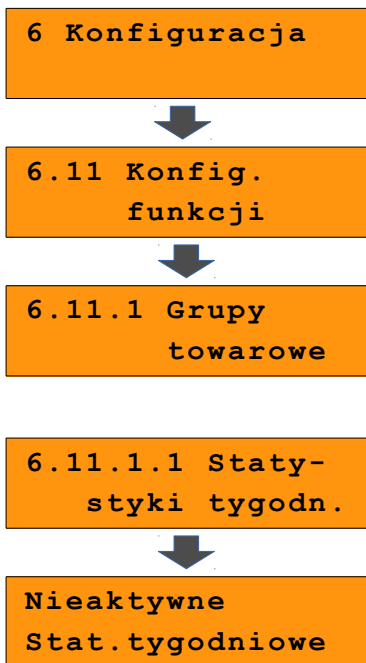 6 Konfiguracja
6.11 Konfig.
funkcji
6.11.1 Grupy
towarowe
6.11.1.1 Staty-
styki tygodn.
Nieaktywne
Stat.tygodniowe